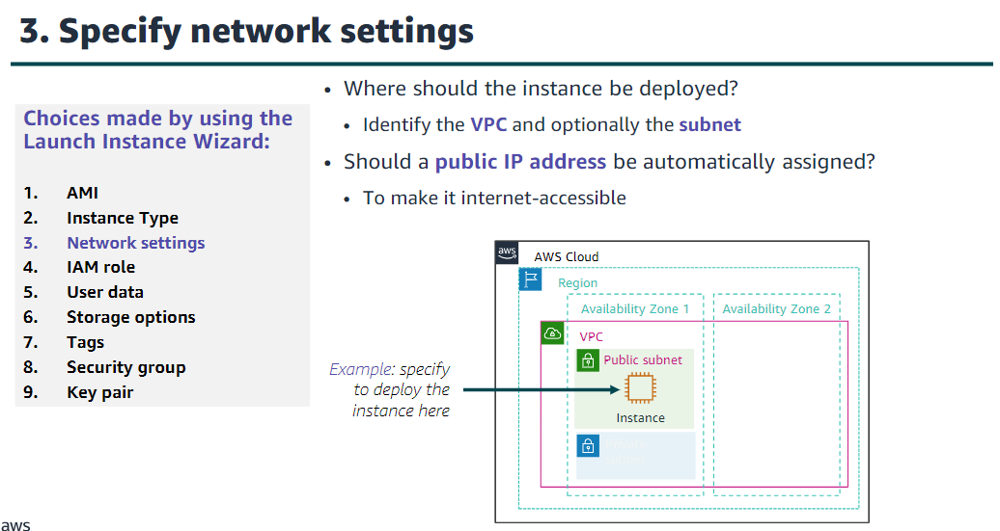 3. Specify network settings
Choices made by using the
Launch Instance Wizard:
1. AMI
2. Instance Type
3. Network settings
4. IAM role
5. User data
6. Storage options
7. Tags
8. Security group
9. Key pair
• Where should the instance be deployed?
• Identify the VPC and optionally the subnet
• Should a public IP address be automatically assigned?
• To make it internet-accessible
Example: specify
to deploy the
instance here
aws
AWS Cloud
Region
Availability Zone 1
Availability Zone 2
VPC
Public subnet
Instance
aws